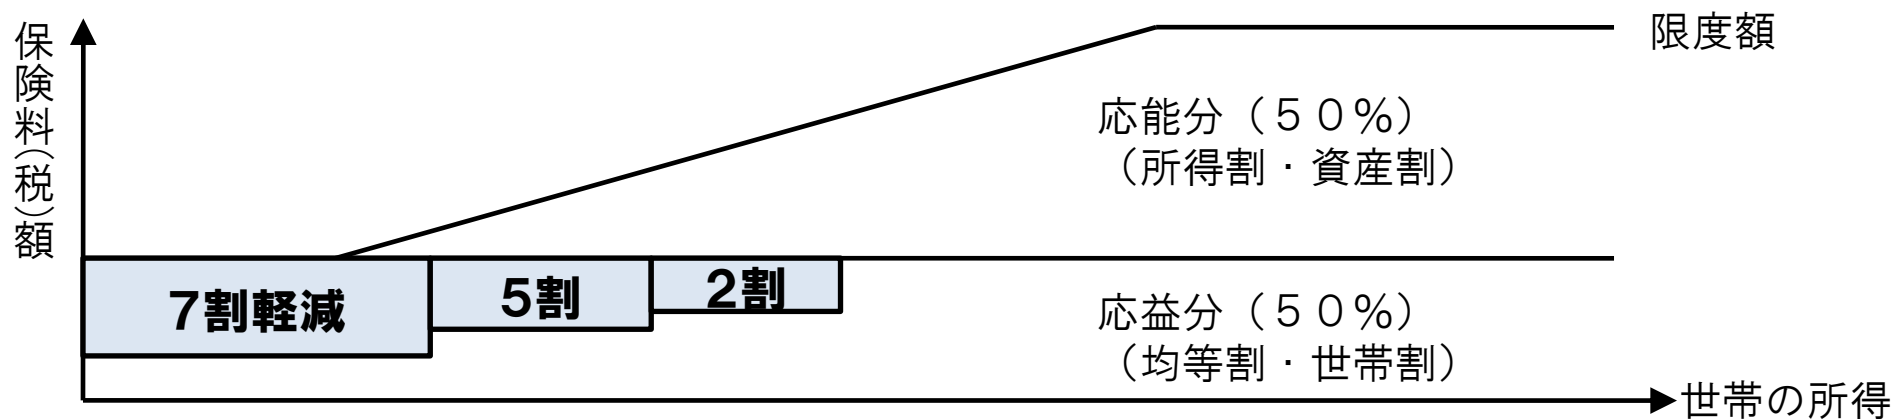 保険料(税)額
限度額
応能分（５０％）
（所得割・資産割）
7割軽減
5割
2割
応益分（５０％）
（均等割・世帯割）
世帯の所得